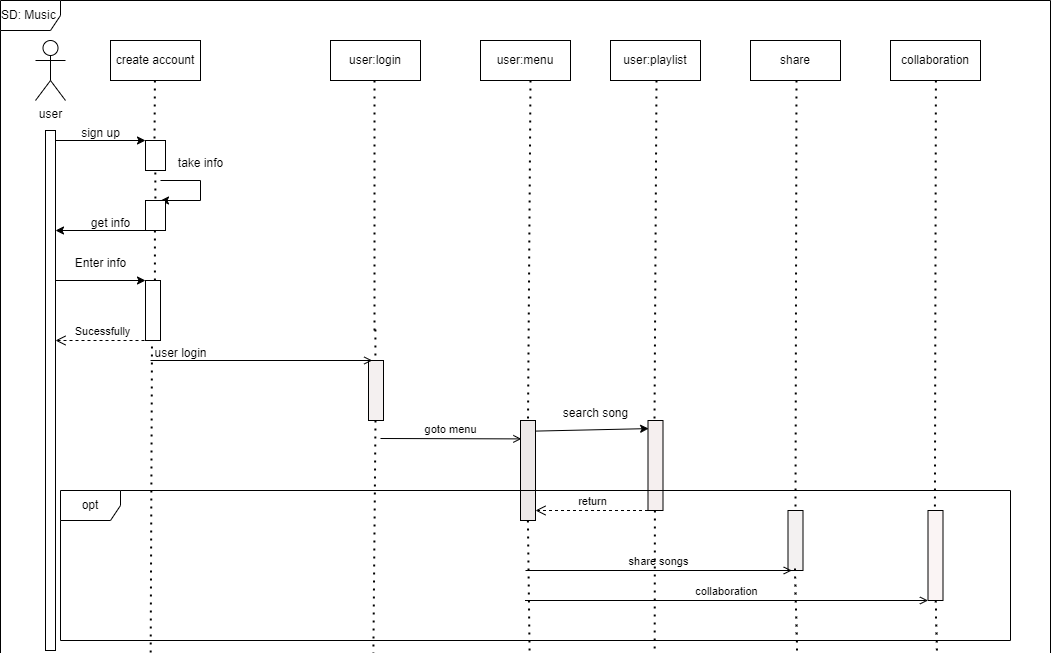 SD: Music
create account
user:login
user:menu
user:playlist
share
collaboration
user
sign up
take info
get info
Enter info
Sucessfully
user login
search song
goto menu
opt
return
share songs
collaboration